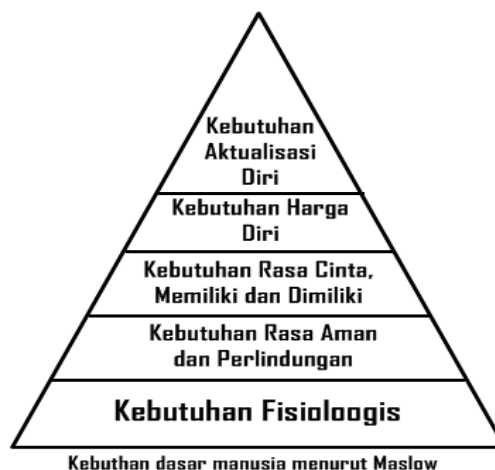 Kebutuhan
Aktualisasi
Diri
Kebutuhan Harga
Diri
Kebutuhan Rasa Cinta,
Memiliki dan Dimiliki
Kebutuhan Rasa Aman
dan Perlindungan
Kebutuhan Fisioloogis
Kebuthan dasar manusia menurut Maslow